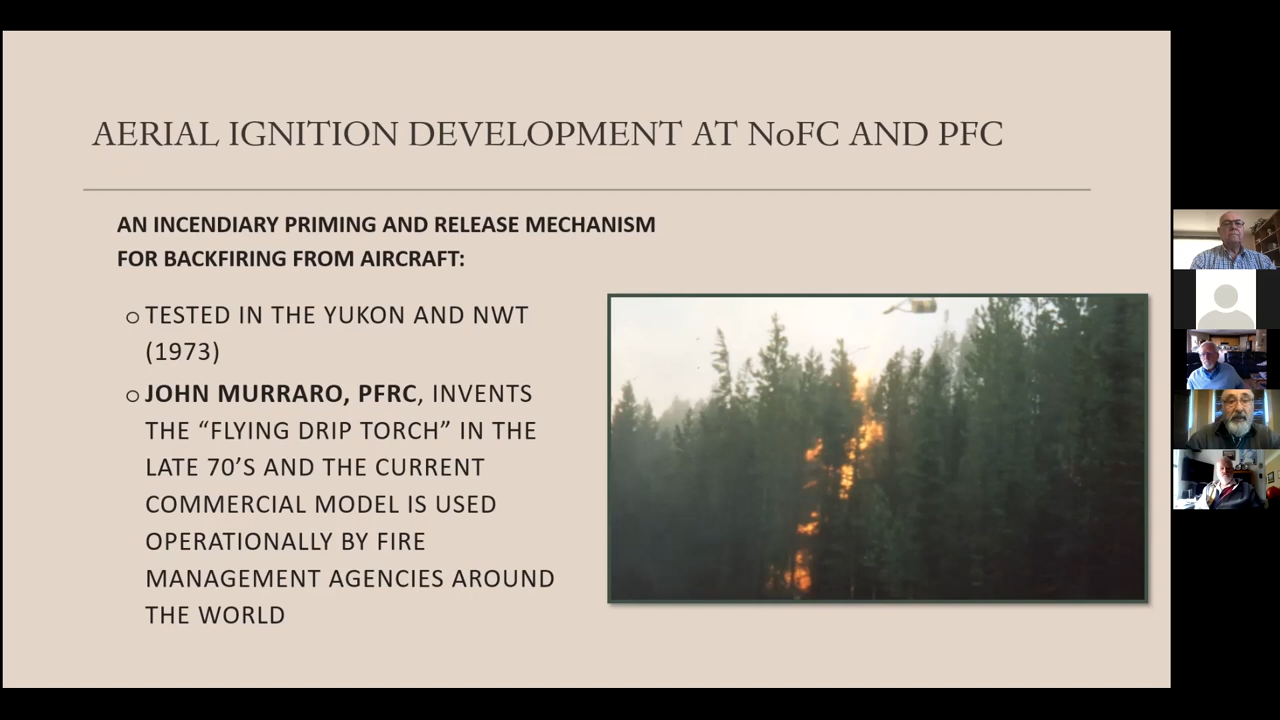 AERIAL IGNITION DEVELOPMENT AT NoFC AND PFC
AN INCENDIARY PRIMING AND RELEASE MECHANISM
FOR BACKFIRING FROM AIRCRAFT:
TESTED IN THE YUKON AND NWT
(1973)
JOHN MURRARO, PFRC, INVENTS
THE “FLYING DRIP TORCH” IN THE
LATE 70’S AND THE CURRENT
COMMERCIAL MODEL IS USED
OPERATIONALLY BY FIRE
MANAGEMENT AGENCIES AROUND
THE WORLD